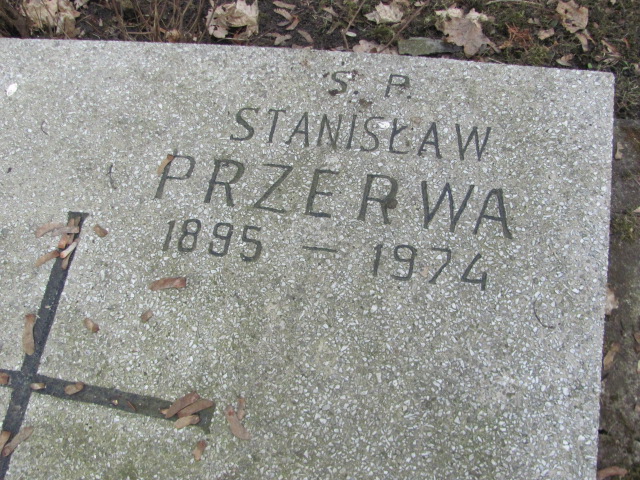 Ś. P.
STANISŁAW
PRZERWA
1895 — 1974